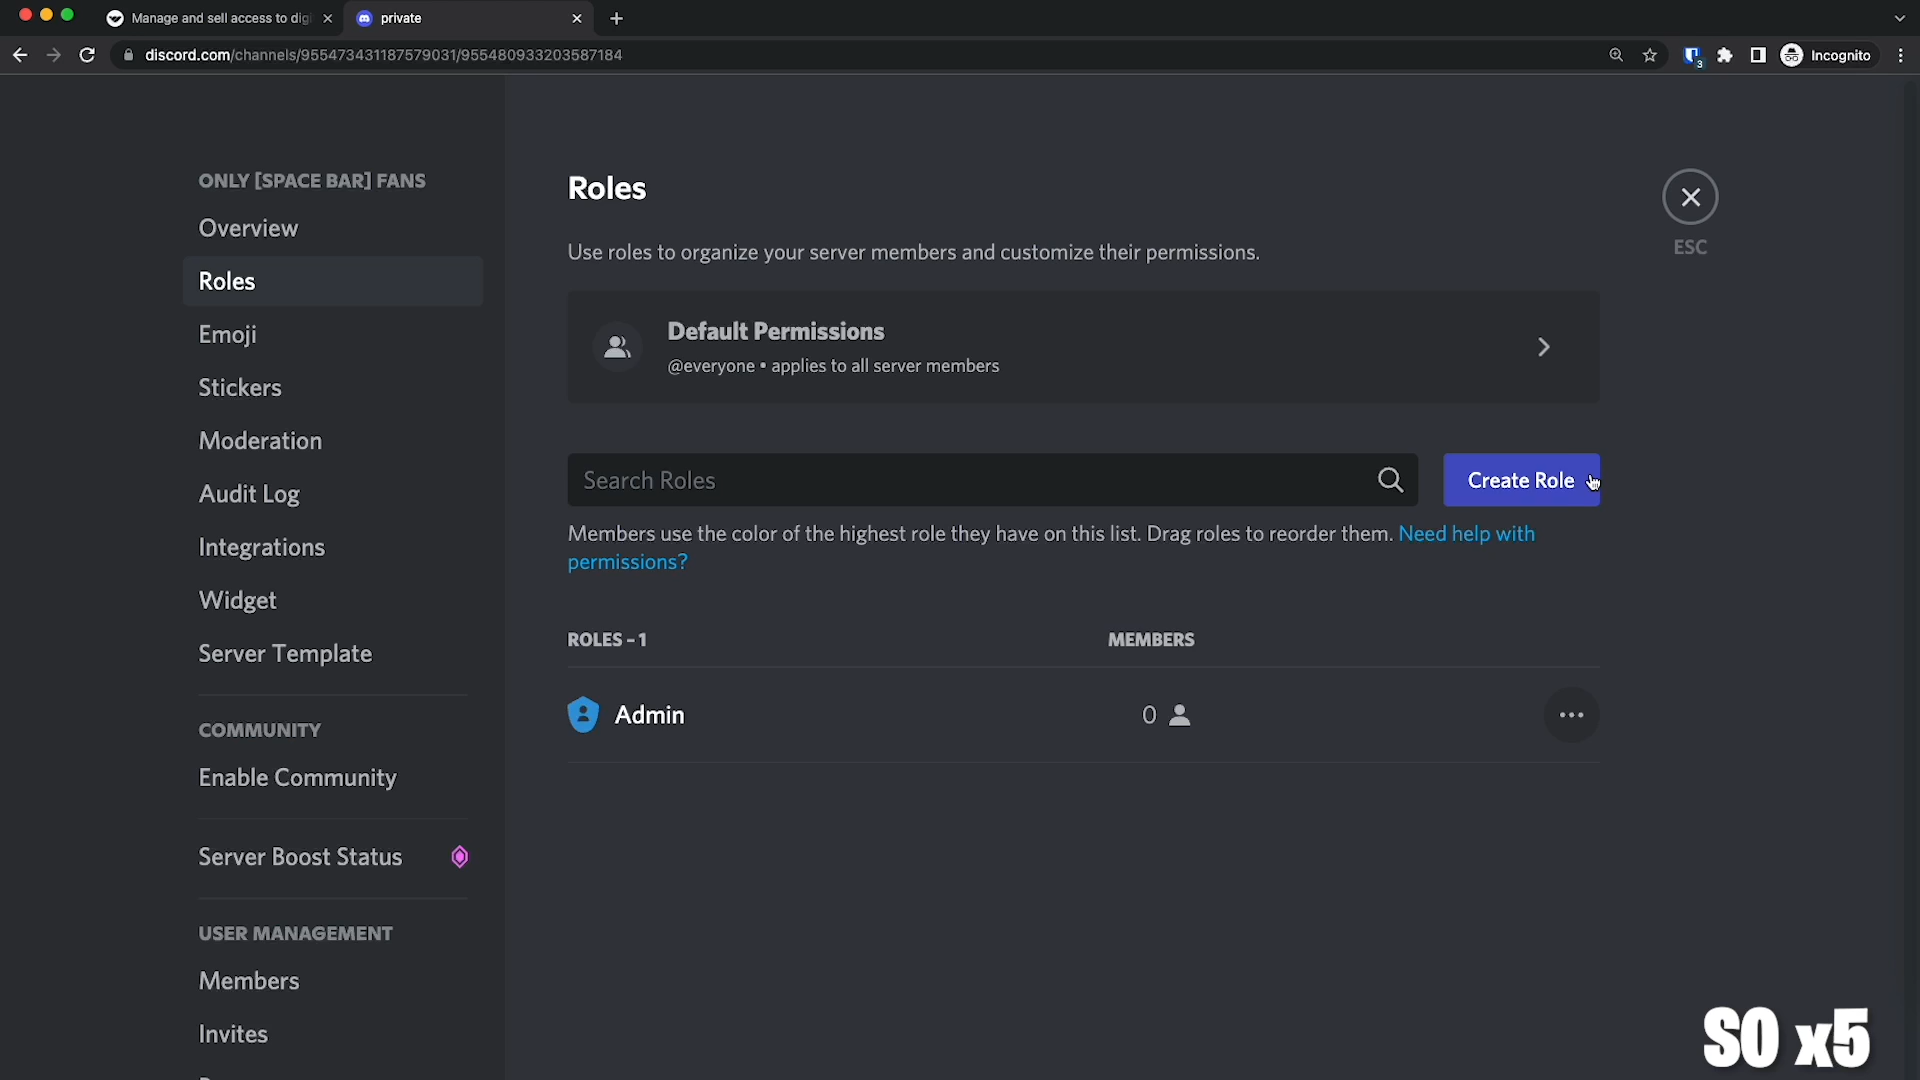 Manage and sell access to dig
private
discord.com/channels/955473431187579031/955480933203587184
3
Incognito
ONLY [SPACE BAR] FANS
Overview
Roles
Emoji
Stickers
Moderation
Audit Log
Integrations
Widget
Server Template
COMMUNITY
Enable Community
Server Boost Status
USER MANAGEMENT
Members
Invites
Roles
Use roles to organize your server members and customize their permissions.
Default Permissions
@everyone • applies to all server members
Search Roles
Create Role
Members use the color of the highest role they have on this list. Drag roles to reorder them. Need help with
permissions?
ROLES – 1 MEMBERS
Admin 0
ESC
SO x5